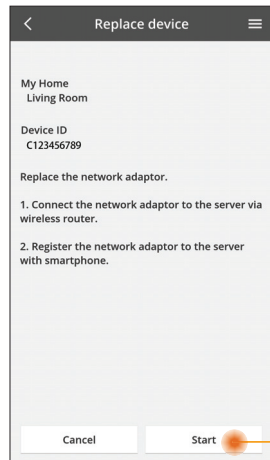 Replace device
My Home
Living Room
Device ID
C123456789
Replace the network adaptor.
1. Connect the network adaptor to the server via
wireless router.
2. Register the network adaptor to the server
with smartphone.
Cancel Start